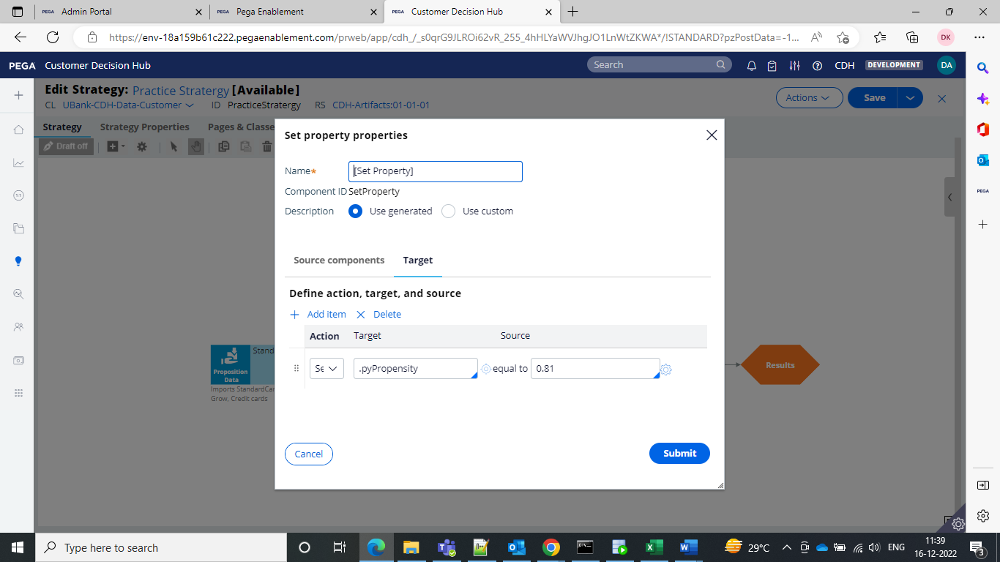 PEGA Admin Portal
PEGA Pega Enablement
PEGA Customer Decision Hub
https://env-18a159b61c222.pegaenablement.com/prweb/app/cdh_/_s0qrG9JLROi62vR_255_4hHLYaWVJhgJO1LnWtZKWA*/!STANDARD?pzPostData=-1...
DK
PEGA Customer Decision Hub
Search
CDH DEVELOPMENT DA
Edit Strategy: Practice Stratergy [Available]
CL UBank-CDH-Data-Customer ID PracticeStratergy RS CDH-Artifacts:01-01-01
Actions Save
Strategy Strategy Properties Pages & Classe
Draft off
Set property properties
Name* [Set Property]
Component ID SetProperty
Description Use generated Use custom
Source components Target
Define action, target, and source
Add item Delete
Action Target Source
Se .pyPropensity equal to 0.81
Cancel Submit
Stand
Proposition
Data
Imports StandardCar
Grow, Credit cards
Results
PEGA
Type here to search
29°C
ENG
11:39
16-12-2022
3